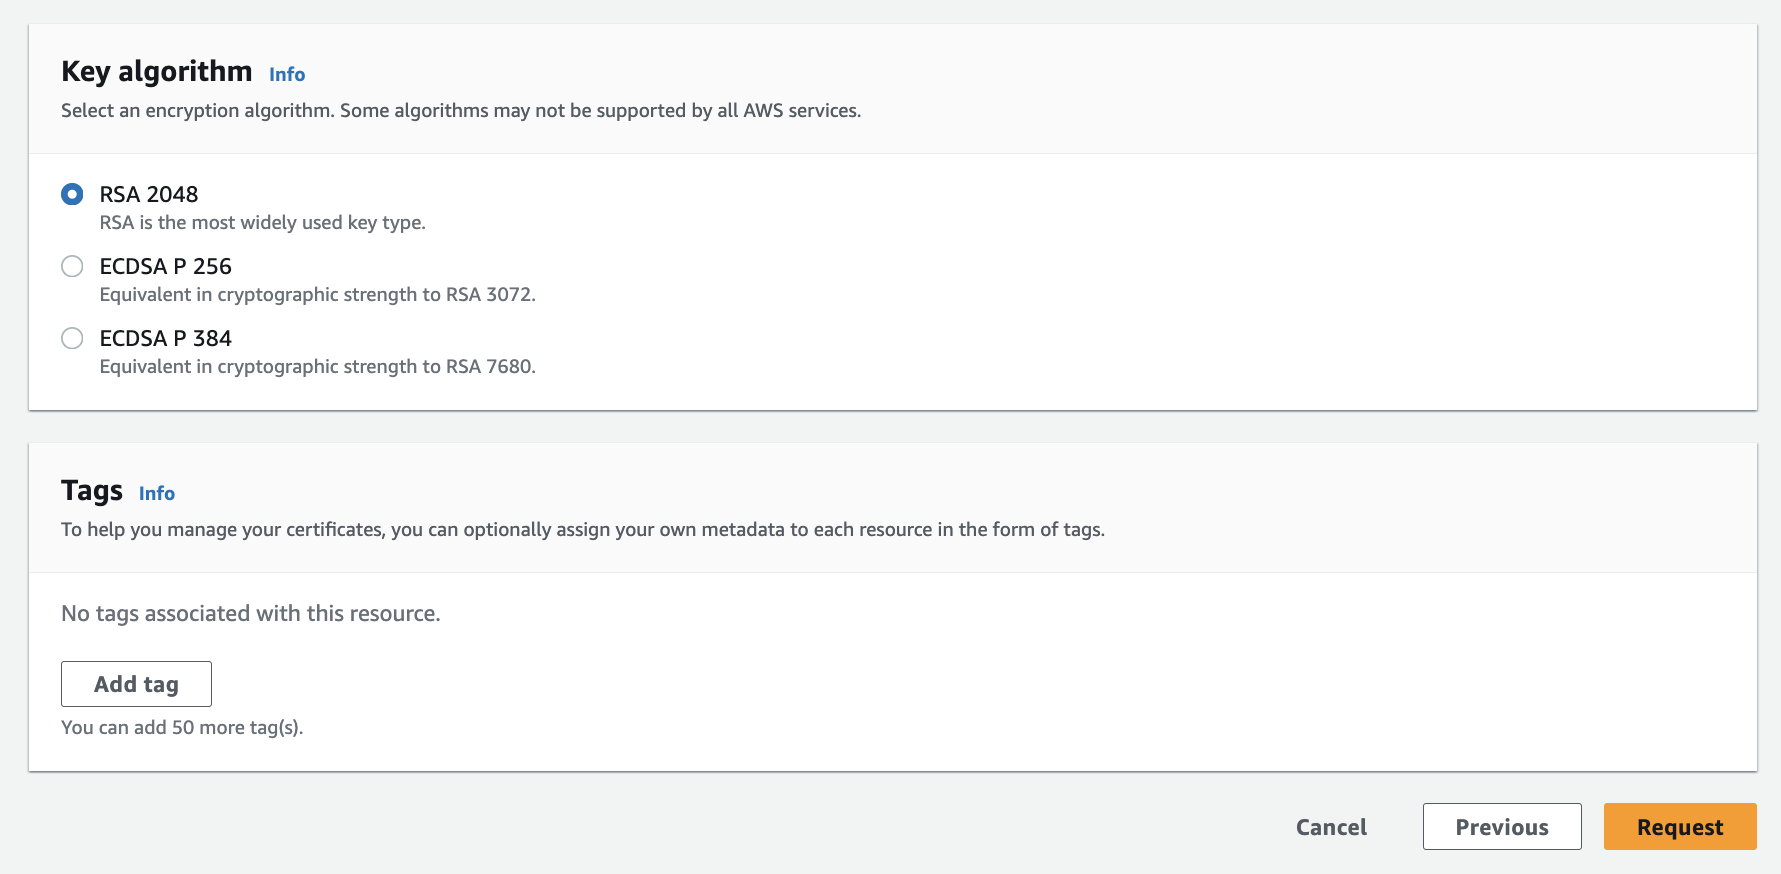 Key algorithm Info
Select an encryption algorithm. Some algorithms may not be supported by all AWS services.
RSA 2048
RSA is the most widely used key type.
ECDSA P 256
Equivalent in cryptographic strength to RSA 3072.
ECDSA P 384
Equivalent in cryptographic strength to RSA 7680.
Tags Info
To help you manage your certificates, you can optionally assign your own metadata to each resource in the form of tags.
No tags associated with this resource.
Add tag
You can add 50 more tag(s).
Cancel Previous Request